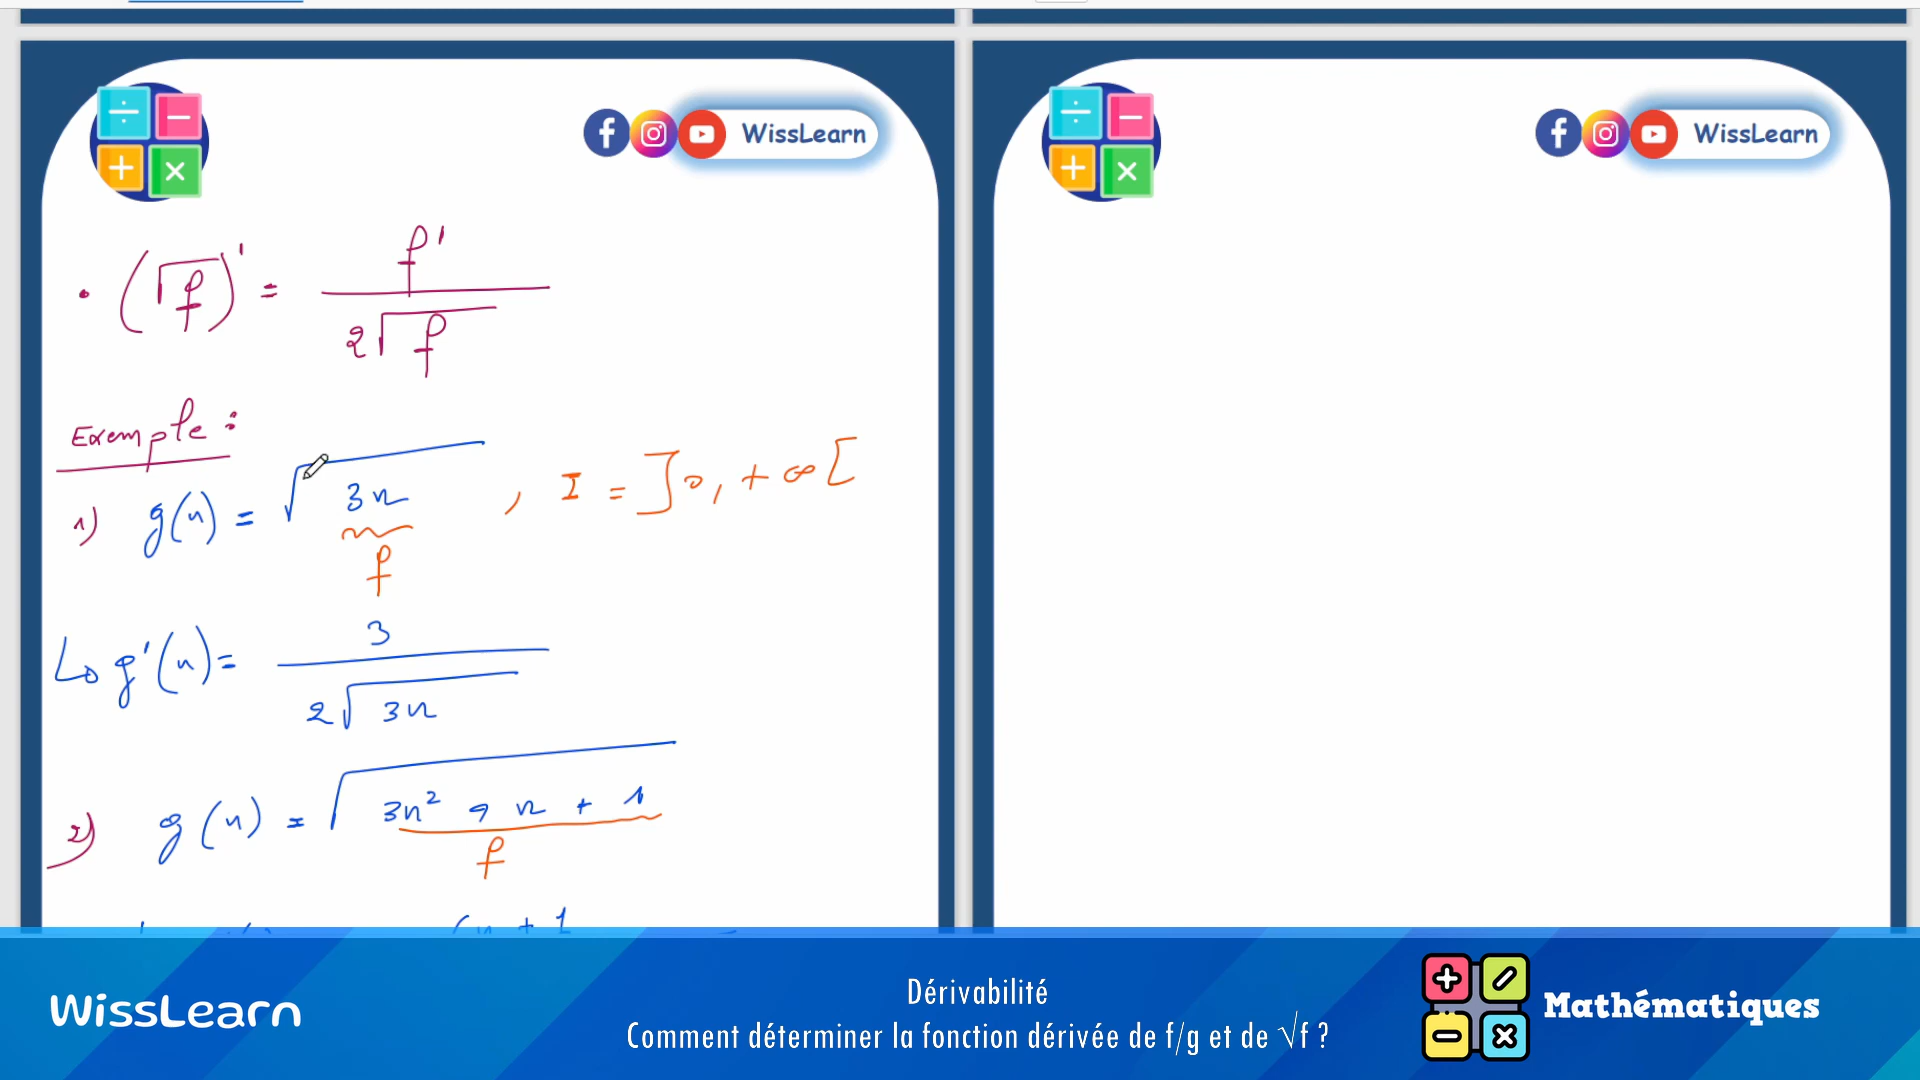 WissLearn
WissLearn
• (√f)' = f' / 2√f
Exemple :
1) g(x) = √3x , I = ]0, + ∞[
f
↳ g'(x) = 3 / 2√3x
2) g(x) = √3x² + x + 1
f
WissLearn
Dérivabilité
Comment déterminer la fonction dérivée de f/g et de √f ?
Mathématiques